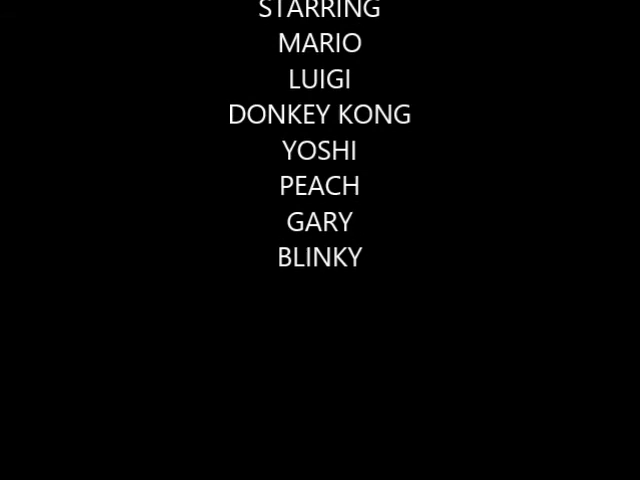 STARRING
MARIO
LUIGI
DONKEY KONG
YOSHI
PEACH
GARY
BLINKY